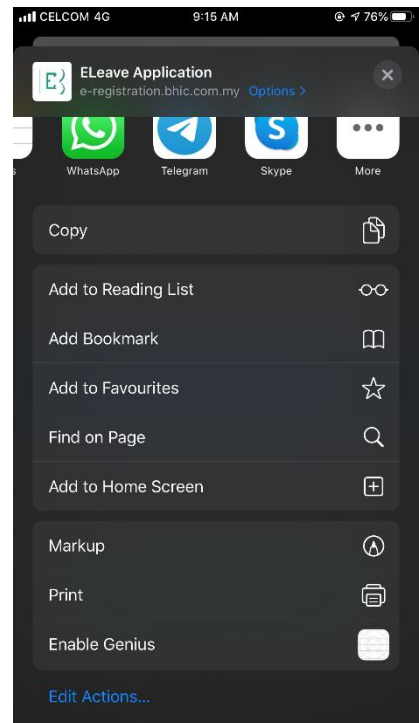 CELCOM 4G 9:15 AM 76%
ELeave Application
e-registration.bhic.com.my Options >
s WhatsApp Telegram Skype More
Copy
Add to Reading List
Add Bookmark
Add to Favourites
Find on Page
Add to Home Screen
Markup
Print
Enable Genius
Edit Actions...